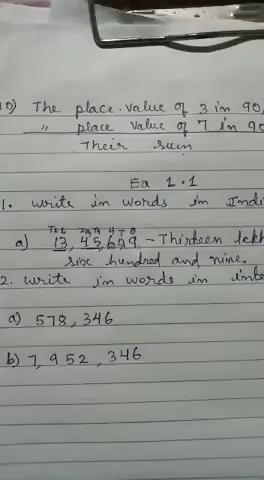 10) The place value of 3 in 90,
" place value of 7 in 90
Their sum
Ex 1.1
1. write in words in Indi
a) 13,45,609 - Thirteen lakh
six hundred and nine.
2. write in words in inte
a) 578,346
b) 7,952,346